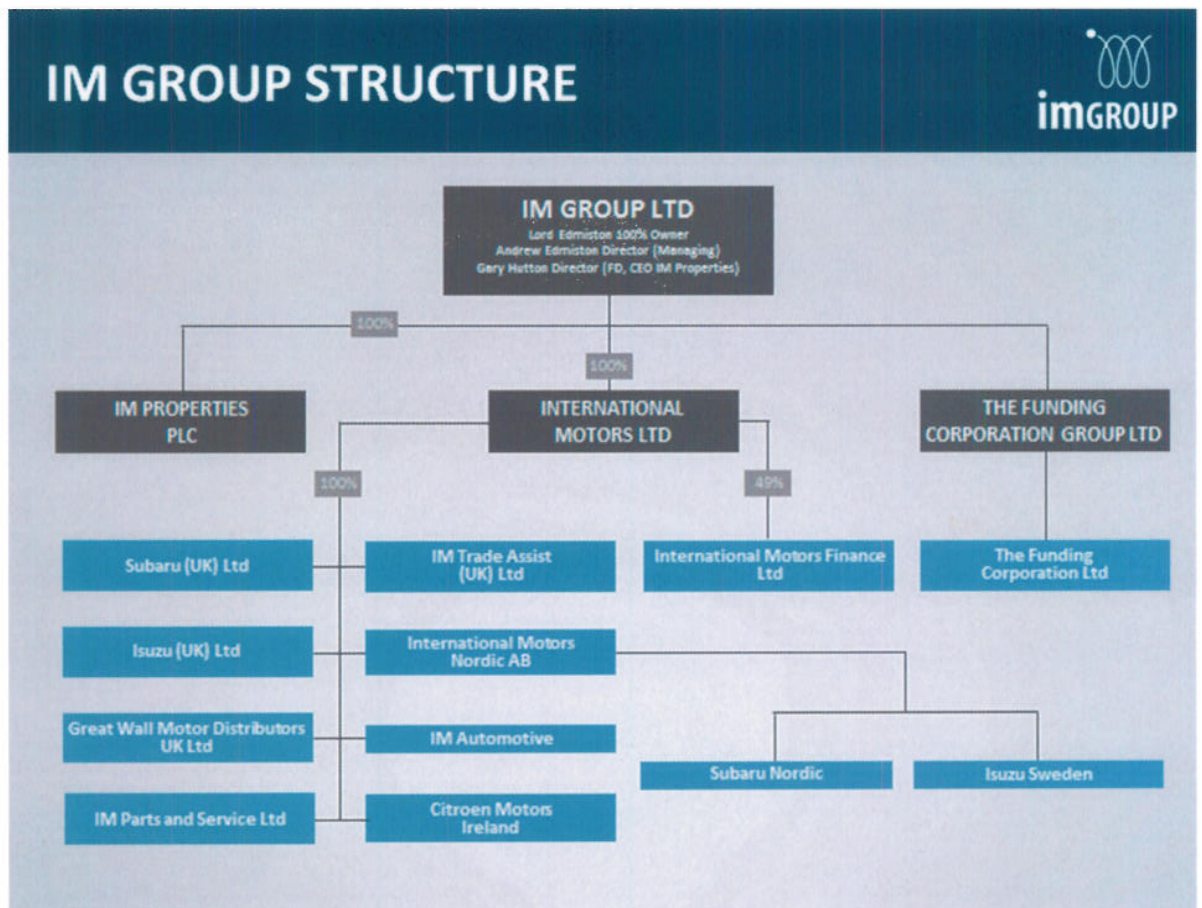 IM GROUP STRUCTURE
imGROUP
IM GROUP LTD
Lord Edmiston 100% Owner
Andrew Edmiston Director (Managing)
Gary Hutton Director (FD, CEO IM Properties)
100%
100%
IM PROPERTIES
PLC
INTERNATIONAL
MOTORS LTD
THE FUNDING
CORPORATION GROUP LTD
100%
49%
Subaru (UK) Ltd
IM Trade Assist
(UK) Ltd
International Motors Finance
Ltd
The Funding
Corporation Ltd
Isuzu (UK) Ltd
International Motors
Nordic AB
Great Wall Motor Distributors
UK Ltd
IM Automotive
Subaru Nordic
Isuzu Sweden
IM Parts and Service Ltd
Citroen Motors
Ireland